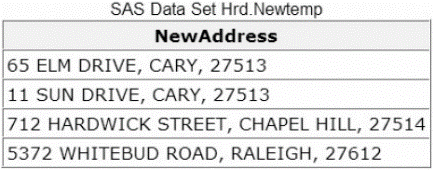 SAS Data Set Hrd.Newtemp
NewAddress
65 ELM DRIVE, CARY, 27513
11 SUN DRIVE, CARY, 27513
712 HARDWICK STREET, CHAPEL HILL, 27514
5372 WHITEBUD ROAD, RALEIGH, 27612